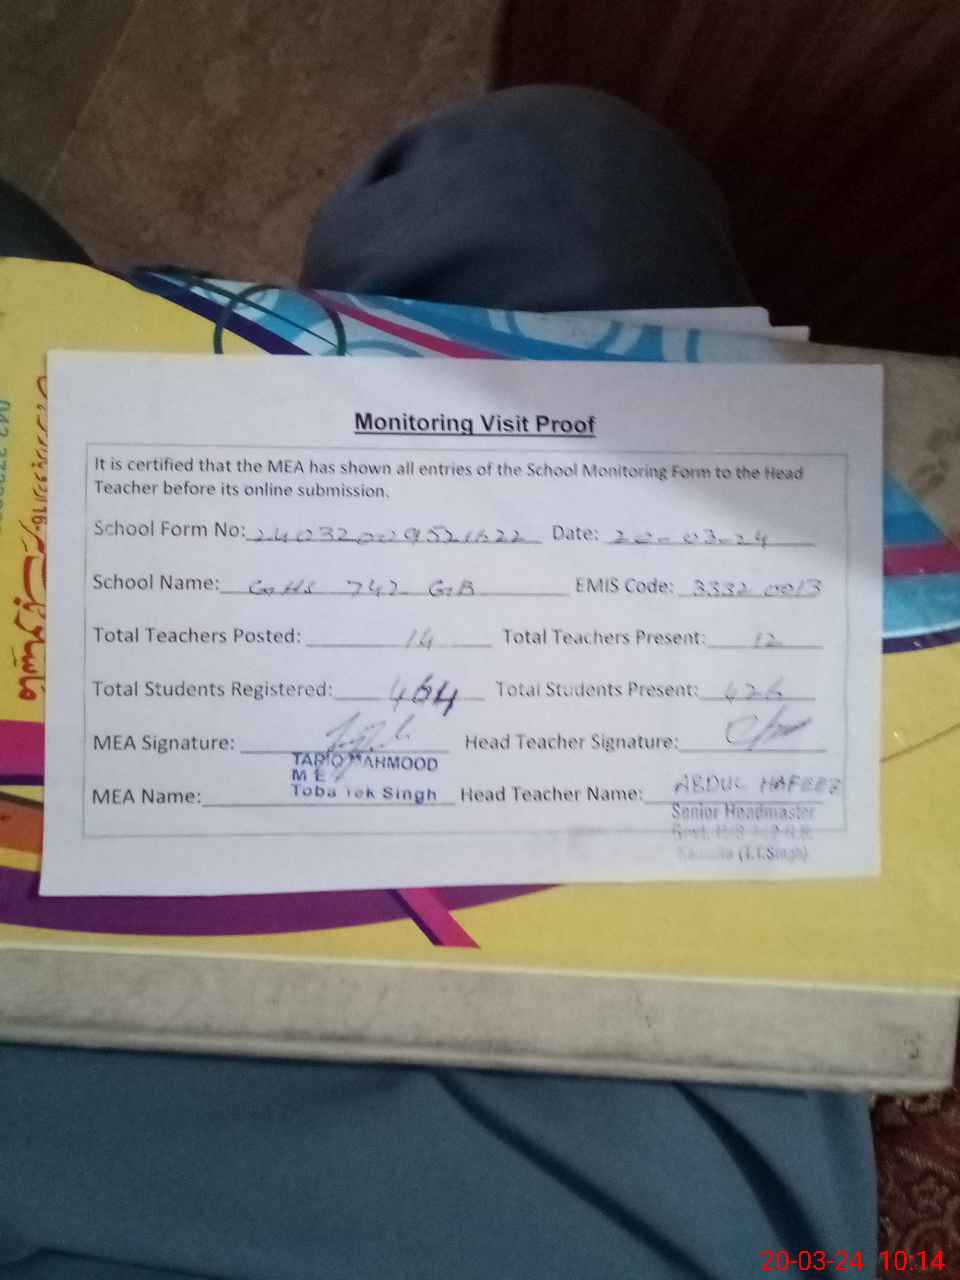 Monitoring Visit Proof
It is certified that the MEA has shown all entries of the School Monitoring Form to the Head
Teacher before its online submission.
School Form No: Date: 20-03-24
School Name: GHS 742 GB EMIS Code: 33320013
Total Teachers Posted: 14 Total Teachers Present: 12
Total Students Registered: 464 Total Students Present: 426
MEA Signature: Head Teacher Signature:
TARIQ MAHMOOD
M E
MEA Name: Toba Tek Singh Head Teacher Name: ABDUL HAFEEZ
Senior Headmaster
(T.T.Singh)
20-03-24 10:14